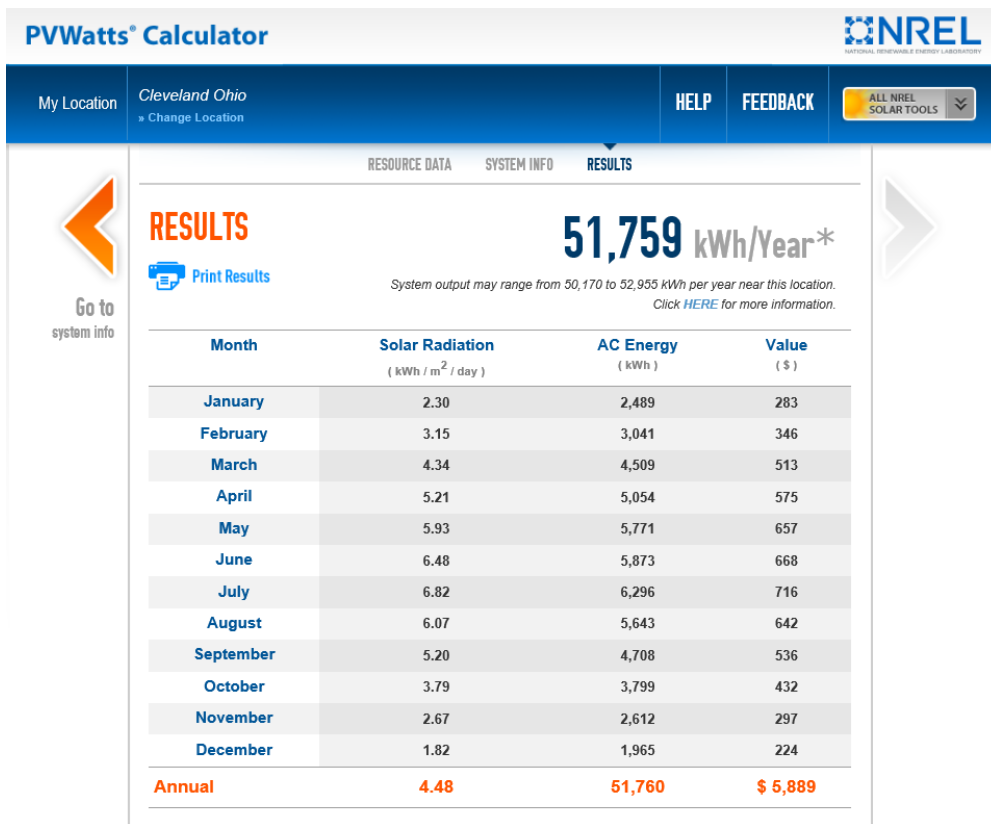 PVWatts® Calculator
NREL
NATIONAL RENEWABLE ENERGY LABORATORY
My Location
Cleveland Ohio
» Change Location
HELP
FEEDBACK
ALL NREL
SOLAR TOOLS
RESOURCE DATA SYSTEM INFO RESULTS
Go to
system info
RESULTS
Print Results
51,759 kWh/Year*
System output may range from 50,170 to 52,955 kWh per year near this location.
Click HERE for more information.
Month Solar Radiation AC Energy Value
( kWh / m2 / day ) ( kWh ) ( $ )
January 2.30 2,489 283
February 3.15 3,041 346
March 4.34 4,509 513
April 5.21 5,054 575
May 5.93 5,771 657
June 6.48 5,873 668
July 6.82 6,296 716
August 6.07 5,643 642
September 5.20 4,708 536
October 3.79 3,799 432
November 2.67 2,612 297
December 1.82 1,965 224
Annual 4.48 51,760 $ 5,889